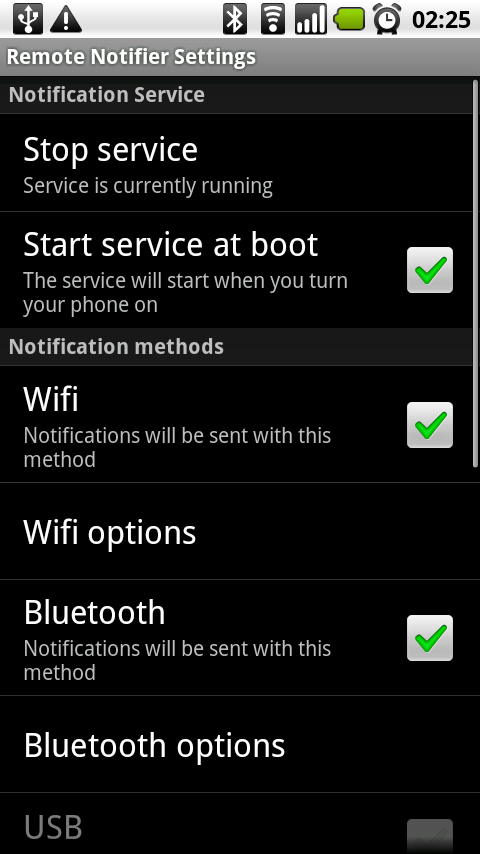 02:25
Remote Notifier Settings
Notification Service
Stop service
Service is currently running
Start service at boot
The service will start when you turn
your phone on
Notification methods
Wifi
Notifications will be sent with this
method
Wifi options
Bluetooth
Notifications will be sent with this
method
Bluetooth options
USB